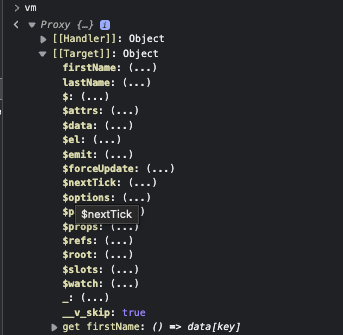 > vm
< ▼ Proxy {…} i
▶ [[Handler]]: Object
▼ [[Target]]: Object
firstName: (...)
lastName: (...)
$: (...)
$attrs: (...)
$data: (...)
$el: (...)
$emit: (...)
$forceUpdate: (...)
$nextTick: (...)
$options: (...)
$p )
$nextTick
$props: (...)
$refs: (...)
$root: (...)
$slots: (...)
$watch: (...)
_: (...)
__v_skip: true
▶ get firstName: () => data[key]